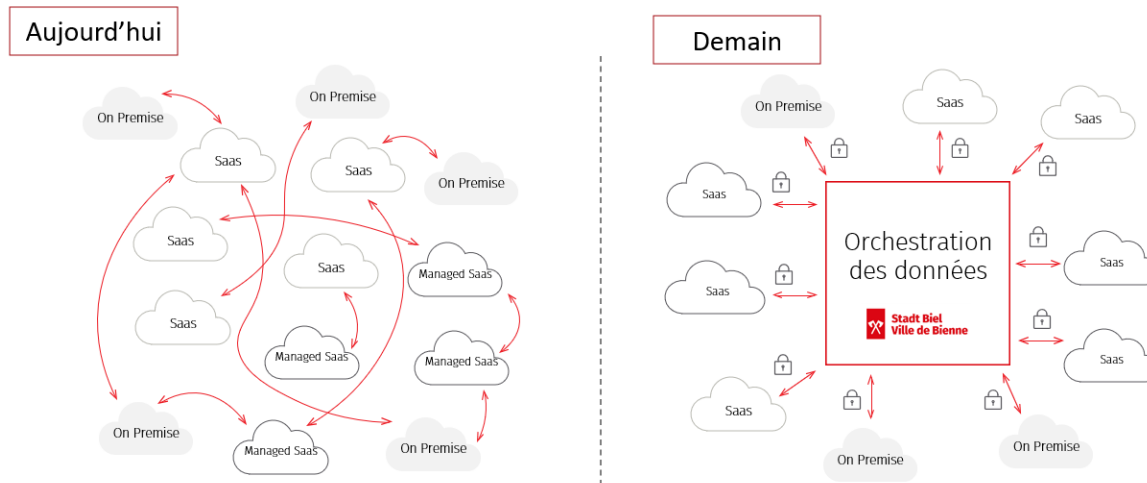 Aujourd'hui
On Premise
On Premise
Saas
Saas
On Premise
Saas
Saas
Managed Saas
Saas
Managed Saas
Managed Saas
On Premise
Managed Saas
On Premise
Demain
On Premise
Saas
Saas
Saas
Orchestration
des données
Stadt Biel
Ville de Bienne
Saas
Saas
Saas
Saas
On Premise
On Premise